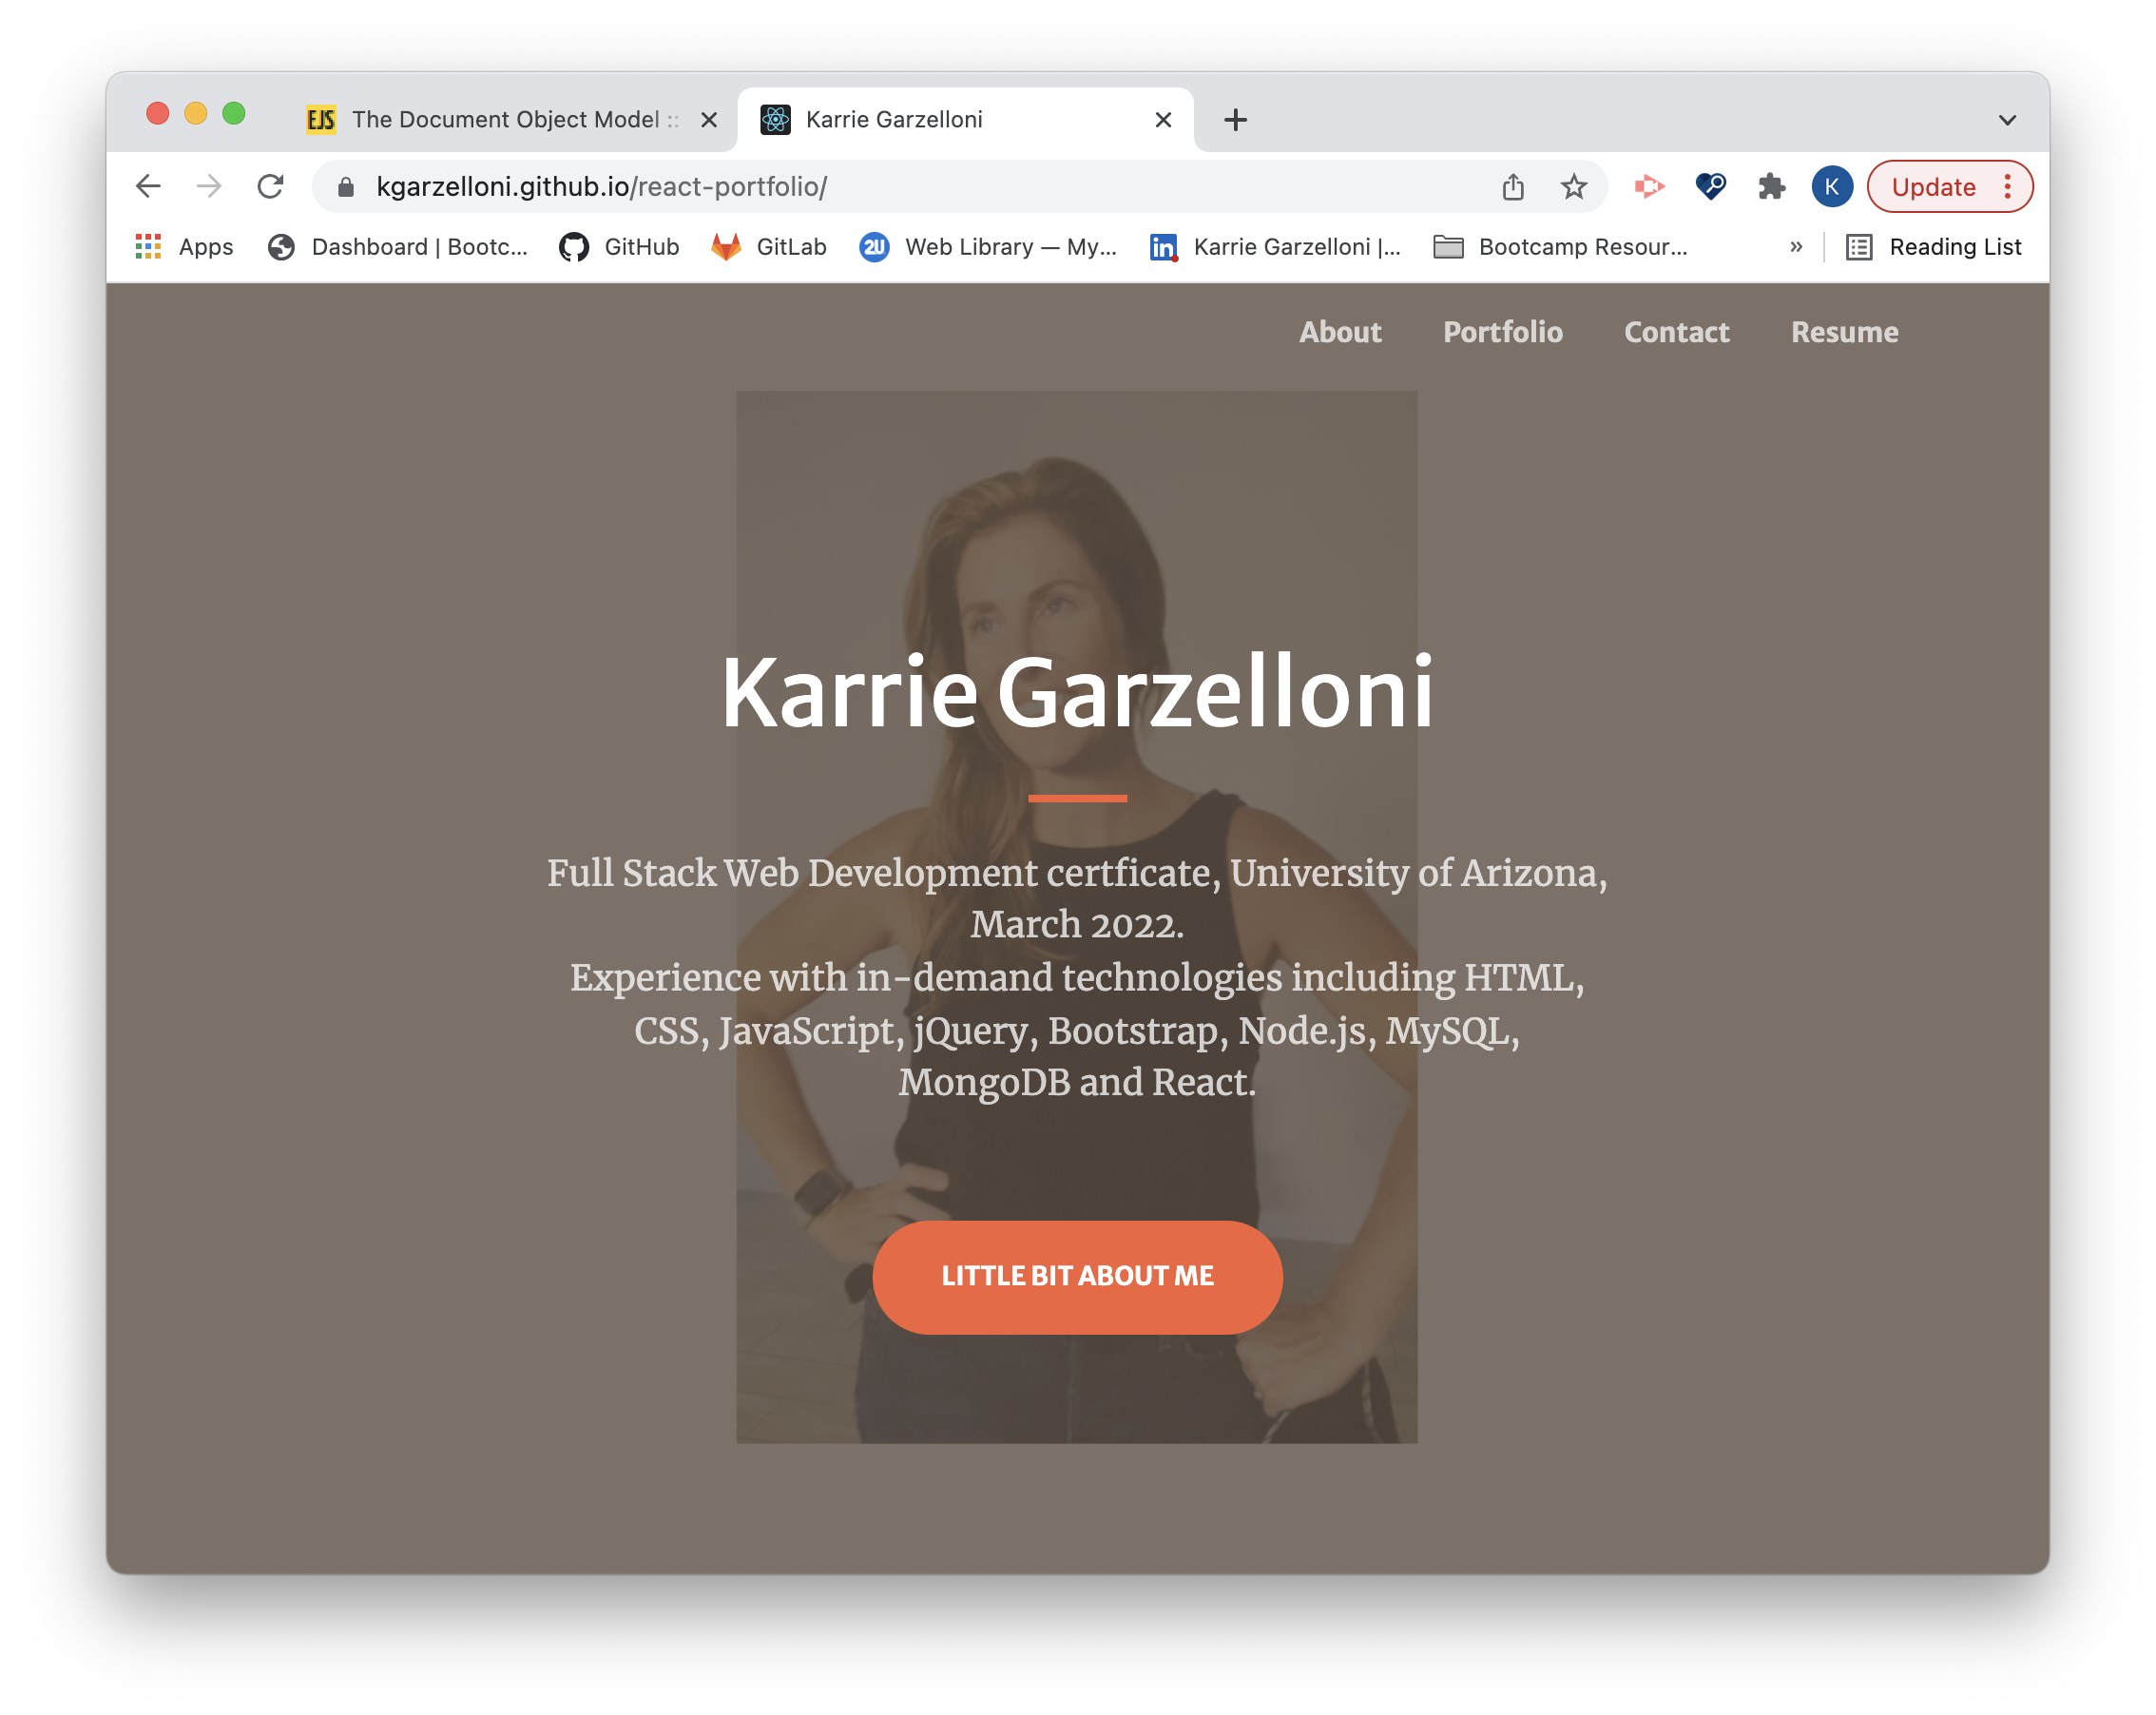 EJS The Document Object Model ::
Karrie Garzelloni
kgarzelloni.github.io/react-portfolio/
K
Update
Apps
Dashboard | Bootc...
GitHub
GitLab
2U Web Library — My...
in Karrie Garzelloni |...
Bootcamp Resour...
»
Reading List
About Portfolio Contact Resume
Karrie Garzelloni
Full Stack Web Development certficate, University of Arizona,
March 2022.
Experience with in-demand technologies including HTML,
CSS, JavaScript, jQuery, Bootstrap, Node.js, MySQL,
MongoDB and React.
LITTLE BIT ABOUT ME